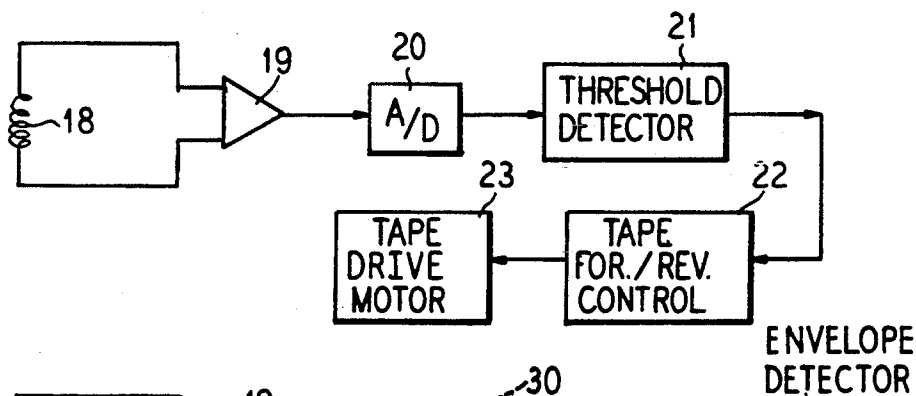 21
20
19
18
A/D
THRESHOLD
DETECTOR
23
22
TAPE
DRIVE
MOTOR
TAPE
FOR./REV.
CONTROL
ENVELOPE
DETECTOR
30